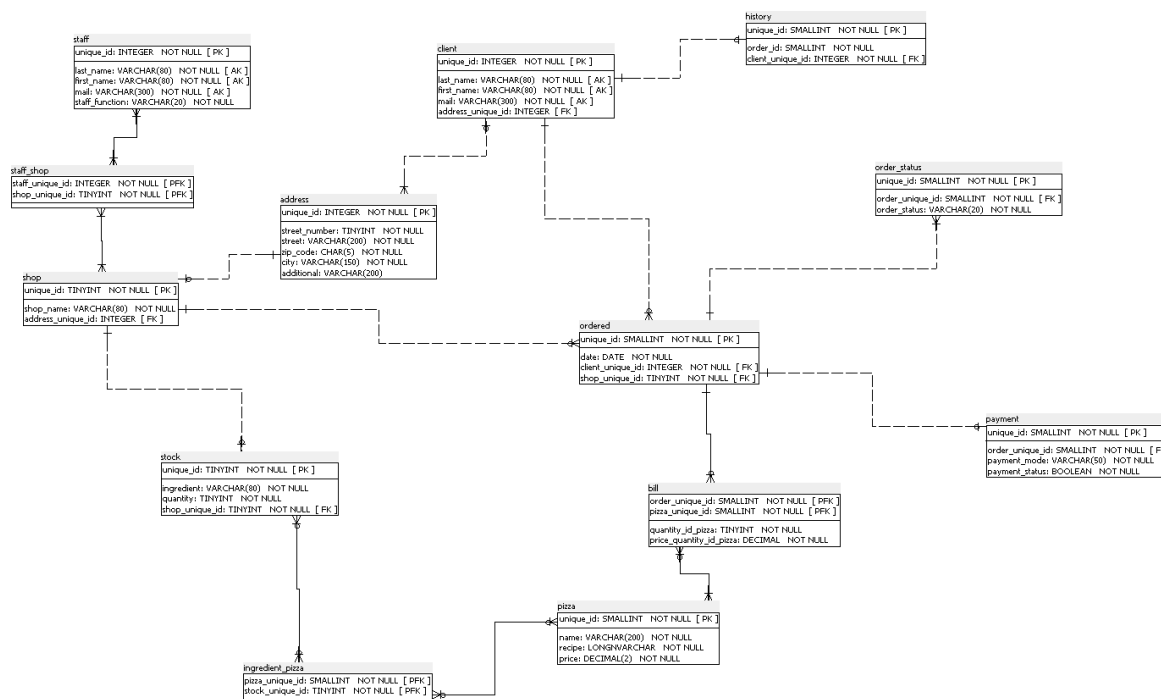 history
unique_id: SMALLINT NOT NULL [ PK ]
order_id: SMALLINT NOT NULL
client_unique_id: INTEGER NOT NULL [ FK ]
staff
unique_id: INTEGER NOT NULL [ PK ]
last_name: VARCHAR(80) NOT NULL [ AK ]
first_name: VARCHAR(80) NOT NULL [ AK ]
mail: VARCHAR(300) NOT NULL [ AK ]
staff_function: VARCHAR(20) NOT NULL
client
unique_id: INTEGER NOT NULL [ PK ]
last_name: VARCHAR(80) NOT NULL [ AK ]
first_name: VARCHAR(80) NOT NULL [ AK ]
mail: VARCHAR(300) NOT NULL [ AK ]
address_unique_id: INTEGER [ FK ]
staff_shop
staff_unique_id: INTEGER NOT NULL [ PFK ]
shop_unique_id: TINYINT NOT NULL [ PFK ]
order_status
unique_id: SMALLINT NOT NULL [ PK ]
order_unique_id: SMALLINT NOT NULL [ FK ]
order_status: VARCHAR(20) NOT NULL
address
unique_id: INTEGER NOT NULL [ PK ]
street_number: TINYINT NOT NULL
street: VARCHAR(200) NOT NULL
zip_code: CHAR(5) NOT NULL
city: VARCHAR(150) NOT NULL
additional: VARCHAR(200)
shop
unique_id: TINYINT NOT NULL [ PK ]
shop_name: VARCHAR(80) NOT NULL
address_unique_id: INTEGER [ FK ]
ordered
unique_id: SMALLINT NOT NULL [ PK ]
date: DATE NOT NULL
client_unique_id: INTEGER NOT NULL [ FK ]
shop_unique_id: TINYINT NOT NULL [ FK ]
payment
unique_id: SMALLINT NOT NULL [ PK ]
order_unique_id: SMALLINT NOT NULL [ F
payment_mode: VARCHAR(50) NOT NULL
payment_status: BOOLEAN NOT NULL
stock
unique_id: TINYINT NOT NULL [ PK ]
ingredient: VARCHAR(80) NOT NULL
quantity: TINYINT NOT NULL
shop_unique_id: TINYINT NOT NULL [ FK ]
bill
order_unique_id: SMALLINT NOT NULL [ PFK ]
pizza_unique_id: SMALLINT NOT NULL [ PFK ]
quantity_id_pizza: TINYINT NOT NULL
price_quantity_id_pizza: DECIMAL NOT NULL
pizza
unique_id: SMALLINT NOT NULL [ PK ]
name: VARCHAR(200) NOT NULL
recipe: LONGNVARCHAR NOT NULL
price: DECIMAL(2) NOT NULL
ingredient_pizza
pizza_unique_id: SMALLINT NOT NULL [ PFK ]
stock_unique_id: TINYINT NOT NULL [ PFK ]